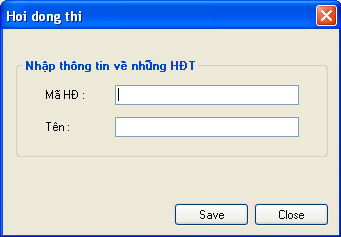 Hoi dong thi
Nhập thông tin về những HĐT
Mã HĐ :
Tên :
Save
Close